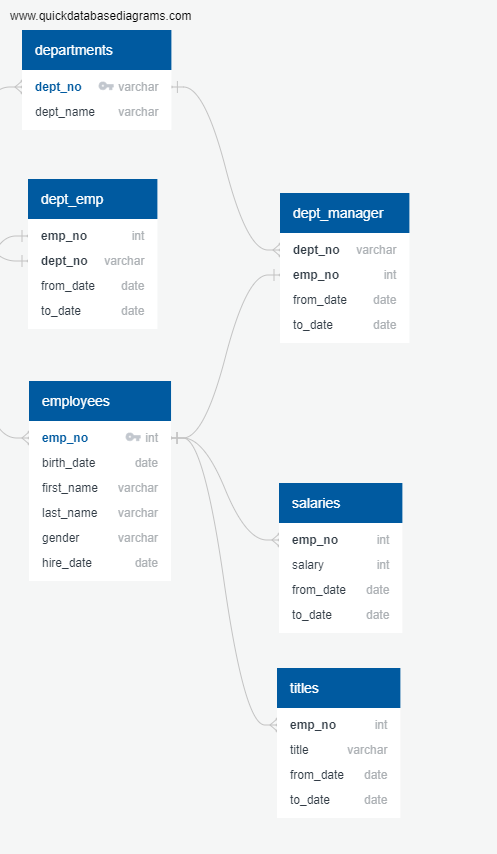 www.quickdatabasediagrams.com
departments
dept_no varchar
dept_name varchar
dept_emp
emp_no int
dept_no varchar
from_date date
to_date date
dept_manager
dept_no varchar
emp_no int
from_date date
to_date date
employees
emp_no int
birth_date date
first_name varchar
last_name varchar
gender varchar
hire_date date
salaries
emp_no int
salary int
from_date date
to_date date
titles
emp_no int
title varchar
from_date date
to_date date